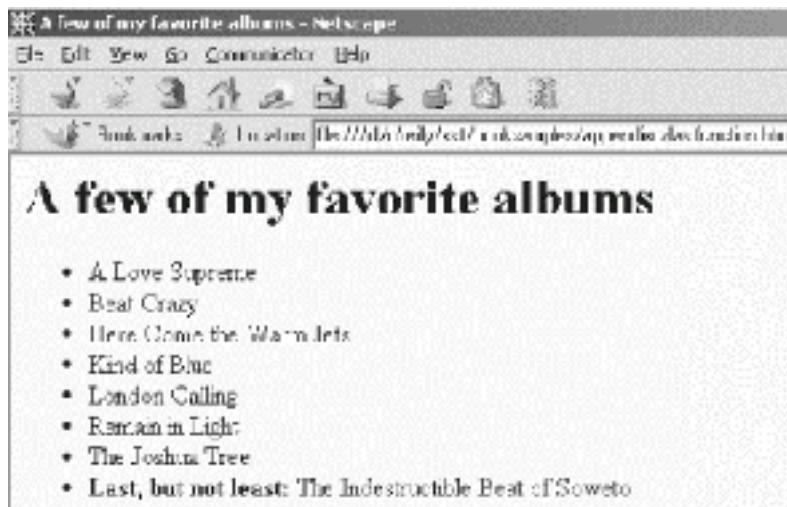 A few of my favorite albums - Netscape
File Edit View Go Communicator Help
Bookmarks Location
A few of my favorite albums
• A Love Supreme
• Beat Crazy
• Here Come the Warm Jets
• Kind of Blue
• London Calling
• Remain in Light
• The Joshua Tree
• Last, but not least: The Indestructible Beat of Soweto